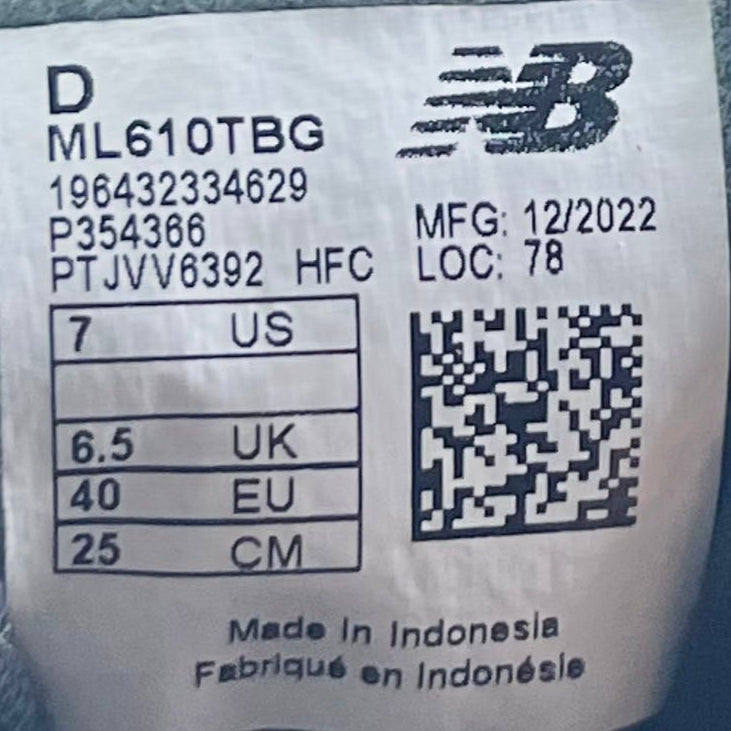 D
NB
ML610TBG
196432334629
P354366
PTJVV6392 HFC
MFG: 12/2022
LOC: 78
7 US
6.5 UK
40 EU
25 CM
Made in Indonesia
Fabriqué en Indonésie